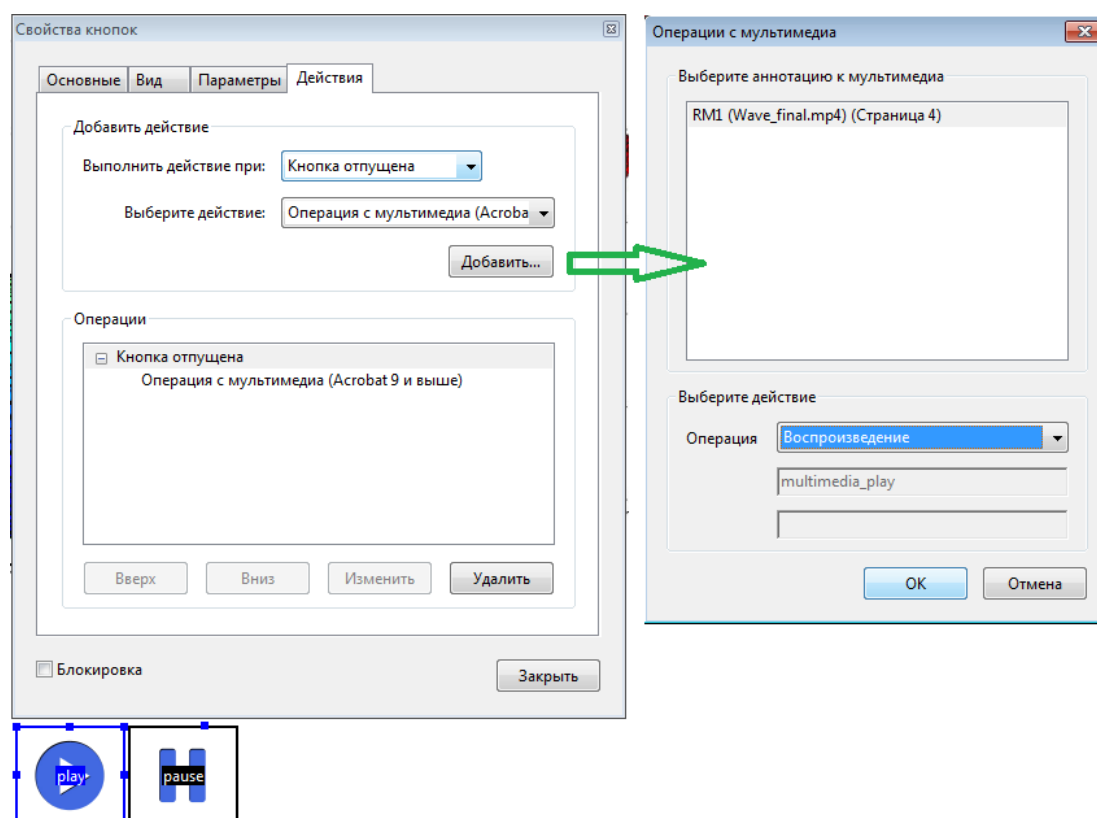 Свойства кнопок
Основные Вид Параметры Действия
Добавить действие
Выполнить действие при: Кнопка отпущена
Выберите действие: Операция с мультимедиа (Acroba
Добавить...
Операции
Кнопка отпущена
Операция с мультимедиа (Acrobat 9 и выше)
Вверх Вниз Изменить Удалить
Блокировка
Закрыть
play pause
Операции с мультимедиа
Выберите аннотацию к мультимедиа
RM1 (Wave_final.mp4) (Страница 4)
Выберите действие
Операция Воспроизведение
multimedia_play
OK Отмена